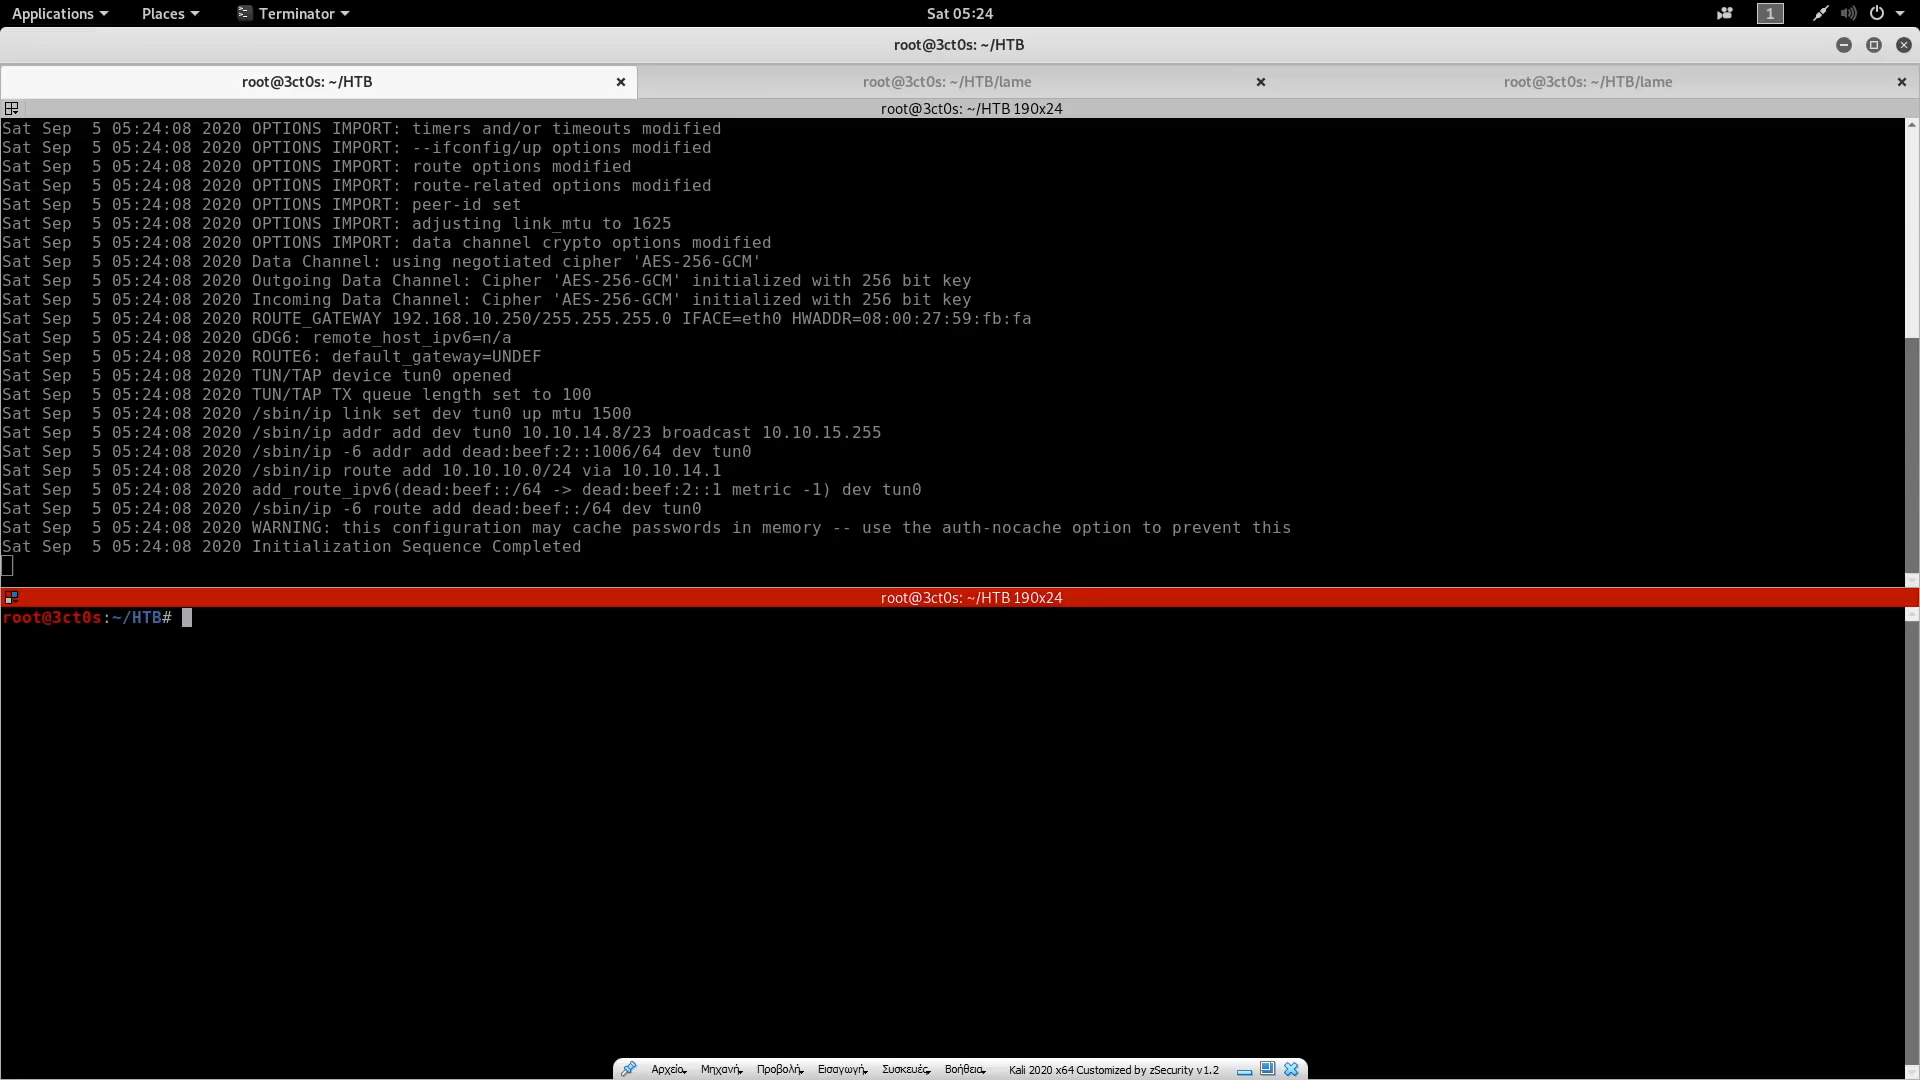 Applications Places Terminator Sat 05:24 1
root@3ct0s: ~/HTB
root@3ct0s: ~/HTB root@3ct0s: ~/HTB/lame root@3ct0s: ~/HTB/lame
root@3ct0s: ~/HTB 190x24
Sat Sep  5 05:24:08 2020 OPTIONS IMPORT: timers and/or timeouts modified
Sat Sep  5 05:24:08 2020 OPTIONS IMPORT: --ifconfig/up options modified
Sat Sep  5 05:24:08 2020 OPTIONS IMPORT: route options modified
Sat Sep  5 05:24:08 2020 OPTIONS IMPORT: route-related options modified
Sat Sep  5 05:24:08 2020 OPTIONS IMPORT: peer-id set
Sat Sep  5 05:24:08 2020 OPTIONS IMPORT: adjusting link_mtu to 1625
Sat Sep  5 05:24:08 2020 OPTIONS IMPORT: data channel crypto options modified
Sat Sep  5 05:24:08 2020 Data Channel: using negotiated cipher 'AES-256-GCM'
Sat Sep  5 05:24:08 2020 Outgoing Data Channel: Cipher 'AES-256-GCM' initialized with 256 bit key
Sat Sep  5 05:24:08 2020 Incoming Data Channel: Cipher 'AES-256-GCM' initialized with 256 bit key
Sat Sep  5 05:24:08 2020 ROUTE_GATEWAY 192.168.10.250/255.255.255.0 IFACE=eth0 HWADDR=08:00:27:59:fb:fa
Sat Sep  5 05:24:08 2020 GDG6: remote_host_ipv6=n/a
Sat Sep  5 05:24:08 2020 ROUTE6: default_gateway=UNDEF
Sat Sep  5 05:24:08 2020 TUN/TAP device tun0 opened
Sat Sep  5 05:24:08 2020 TUN/TAP TX queue length set to 100
Sat Sep  5 05:24:08 2020 /sbin/ip link set dev tun0 up mtu 1500
Sat Sep  5 05:24:08 2020 /sbin/ip addr add dev tun0 10.10.14.8/23 broadcast 10.10.15.255
Sat Sep  5 05:24:08 2020 /sbin/ip -6 addr add dead:beef:2::1006/64 dev tun0
Sat Sep  5 05:24:08 2020 /sbin/ip route add 10.10.10.0/24 via 10.10.14.1
Sat Sep  5 05:24:08 2020 add_route_ipv6(dead:beef::/64 -> dead:beef:2::1 metric -1) dev tun0
Sat Sep  5 05:24:08 2020 /sbin/ip -6 route add dead:beef::/64 dev tun0
Sat Sep  5 05:24:08 2020 WARNING: this configuration may cache passwords in memory -- use the auth-nocache option to prevent this
Sat Sep  5 05:24:08 2020 Initialization Sequence Completed
root@3ct0s: ~/HTB 190x24
root@3ct0s:~/HTB#
Αρχείο Μηχανή Προβολή Εισαγωγή Συσκευές Βοήθεια Kali 2020 x64 Customized by zSecurity v1.2